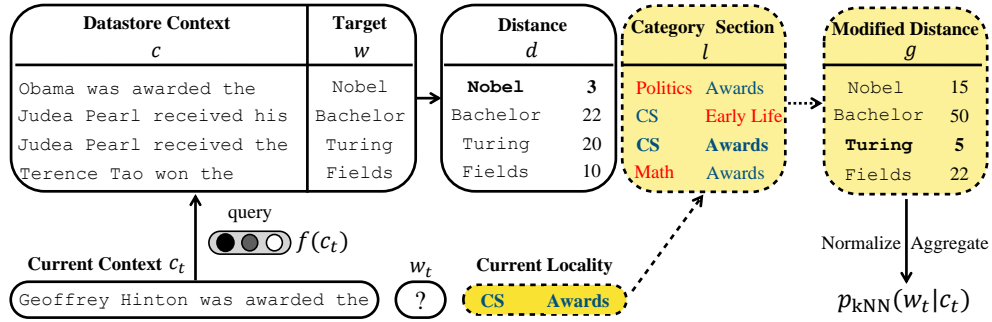 Datastore Context Target Distance Category Section Modified Distance
c w d l g
Obama was awarded the Nobel Nobel 3 Politics Awards Nobel 15
Judea Pearl received his Bachelor Bachelor 22 CS Early Life Bachelor 50
Judea Pearl received the Turing Turing 20 CS Awards Turing 5
Terence Tao won the Fields Fields 10 Math Awards Fields 22
query
f(c_t)
Normalize Aggregate
Current Context c_t w_t Current Locality
Geoffrey Hinton was awarded the ? CS Awards
p_kNN(w_t|c_t)